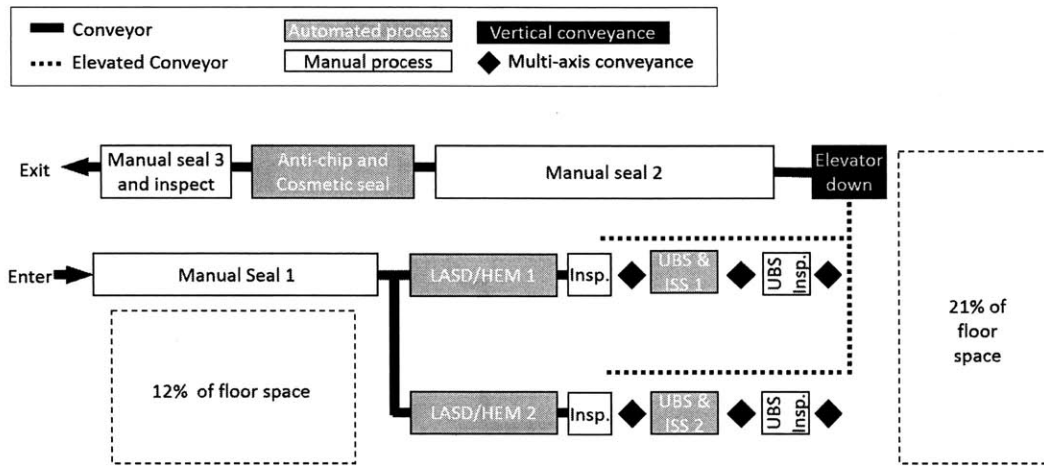 Conveyor
Automated process
Vertical conveyance
Elevated Conveyor
Manual process
Multi-axis conveyance
Exit
Manual seal 3
and inspect
Anti-chip and
Cosmetic seal
Manual seal 2
Elevator
down
Enter
Manual Seal 1
LASD/HEM 1
Insp.
UBS &
ISS 1
UBS
Insp.
21% of
floor
space
12% of floor space
LASD/HEM 2
Insp.
UBS &
ISS 2
UBS
Insp.